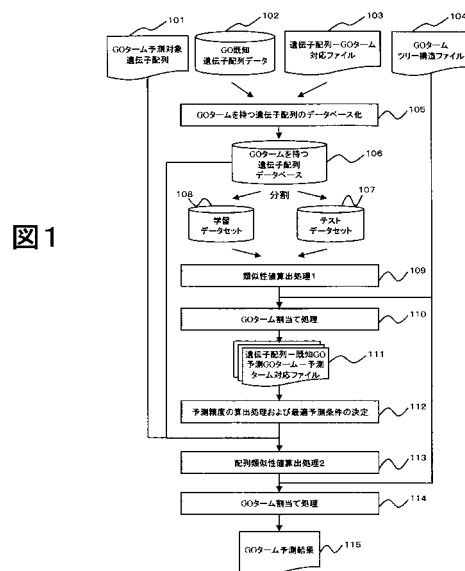 101
102
103
104
GOターム予測対象
遺伝子配列
GO既知
遺伝子配列データ
遺伝子配列－GOターム
対応ファイル
GOターム
ツリー構造ファイル
GOタームを持つ遺伝子配列のデータベース化
105
GOタームを持つ
遺伝子配列
データベース
106
分割
108
107
学習
データセット
テスト
データセット
図1
類似性値算出処理1
109
GOターム割当て処理
110
遺伝子配列－既知GO
予測GOターム－予測
ターム対応ファイル
111
予測精度の算出処理および最適予測条件の決定
112
配列類似性値算出処理2
113
GOターム割当て処理
114
GOターム予測結果
115